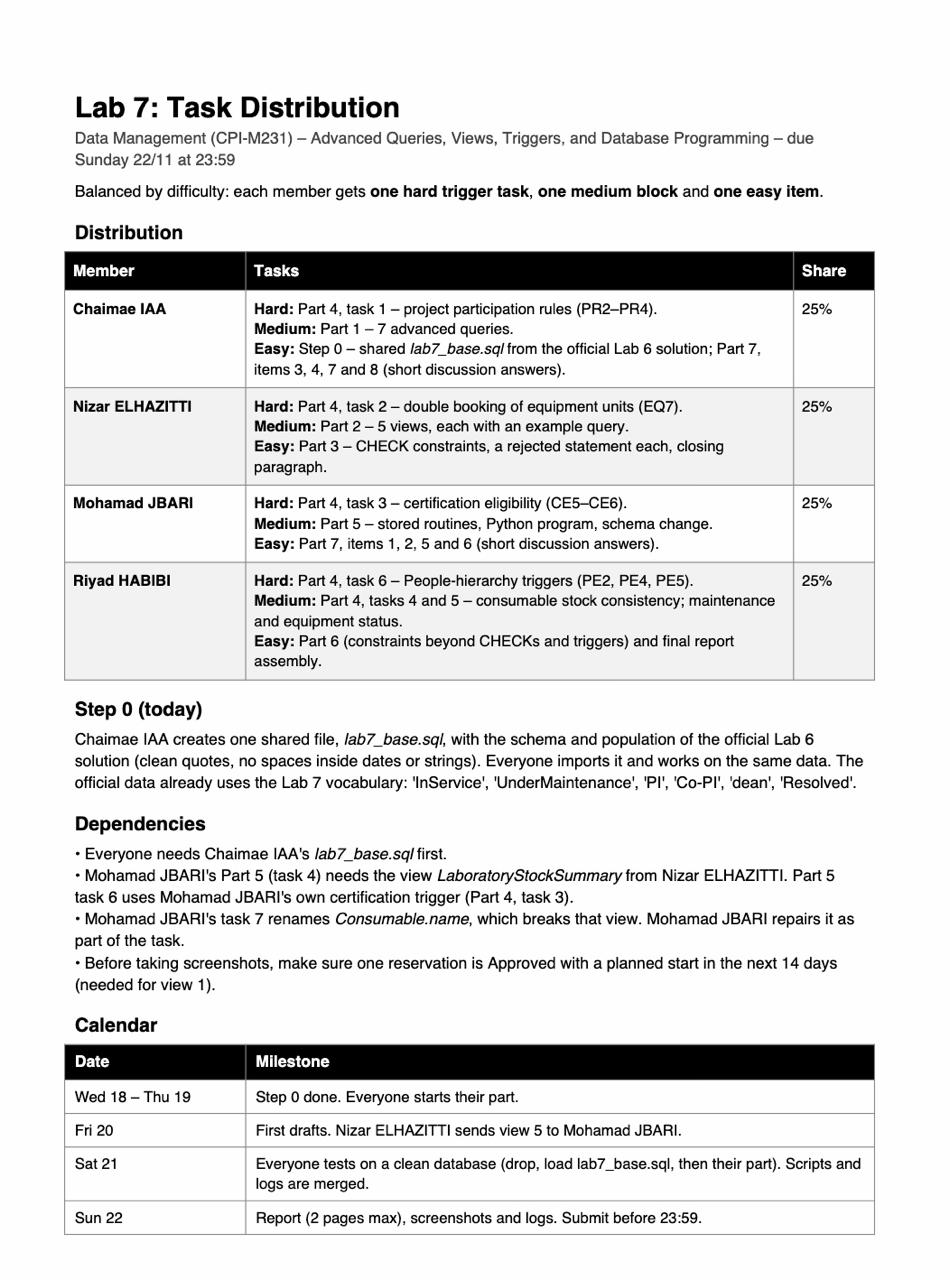 Lab 7: Task Distribution
Data Management (CPI-M231) – Advanced Queries, Views, Triggers, and Database Programming – due
Sunday 22/11 at 23:59
Balanced by difficulty: each member gets one hard trigger task, one medium block and one easy item.
Distribution
Member Tasks Share
Chaimae IAA Hard: Part 4, task 1 – project participation rules (PR2–PR4). 25%
Medium: Part 1 – 7 advanced queries.
Easy: Step 0 – shared lab7_base.sql from the official Lab 6 solution; Part 7,
items 3, 4, 7 and 8 (short discussion answers).
Nizar ELHAZITTI Hard: Part 4, task 2 – double booking of equipment units (EQ7). 25%
Medium: Part 2 – 5 views, each with an example query.
Easy: Part 3 – CHECK constraints, a rejected statement each, closing
paragraph.
Mohamad JBARI Hard: Part 4, task 3 – certification eligibility (CE5–CE6). 25%
Medium: Part 5 – stored routines, Python program, schema change.
Easy: Part 7, items 1, 2, 5 and 6 (short discussion answers).
Riyad HABIBI Hard: Part 4, task 6 – People-hierarchy triggers (PE2, PE4, PE5). 25%
Medium: Part 4, tasks 4 and 5 – consumable stock consistency; maintenance
and equipment status.
Easy: Part 6 (constraints beyond CHECKs and triggers) and final report
assembly.
Step 0 (today)
Chaimae IAA creates one shared file, lab7_base.sql, with the schema and population of the official Lab 6
solution (clean quotes, no spaces inside dates or strings). Everyone imports it and works on the same data. The
official data already uses the Lab 7 vocabulary: 'InService', 'UnderMaintenance', 'PI', 'Co-PI', 'dean', 'Resolved'.
Dependencies
• Everyone needs Chaimae IAA's lab7_base.sql first.
• Mohamad JBARI's Part 5 (task 4) needs the view LaboratoryStockSummary from Nizar ELHAZITTI. Part 5
task 6 uses Mohamad JBARI's own certification trigger (Part 4, task 3).
• Mohamad JBARI's task 7 renames Consumable.name, which breaks that view. Mohamad JBARI repairs it as
part of the task.
• Before taking screenshots, make sure one reservation is Approved with a planned start in the next 14 days
(needed for view 1).
Calendar
Date Milestone
Wed 18 – Thu 19 Step 0 done. Everyone starts their part.
Fri 20 First drafts. Nizar ELHAZITTI sends view 5 to Mohamad JBARI.
Sat 21 Everyone tests on a clean database (drop, load lab7_base.sql, then their part). Scripts and
logs are merged.
Sun 22 Report (2 pages max), screenshots and logs. Submit before 23:59.